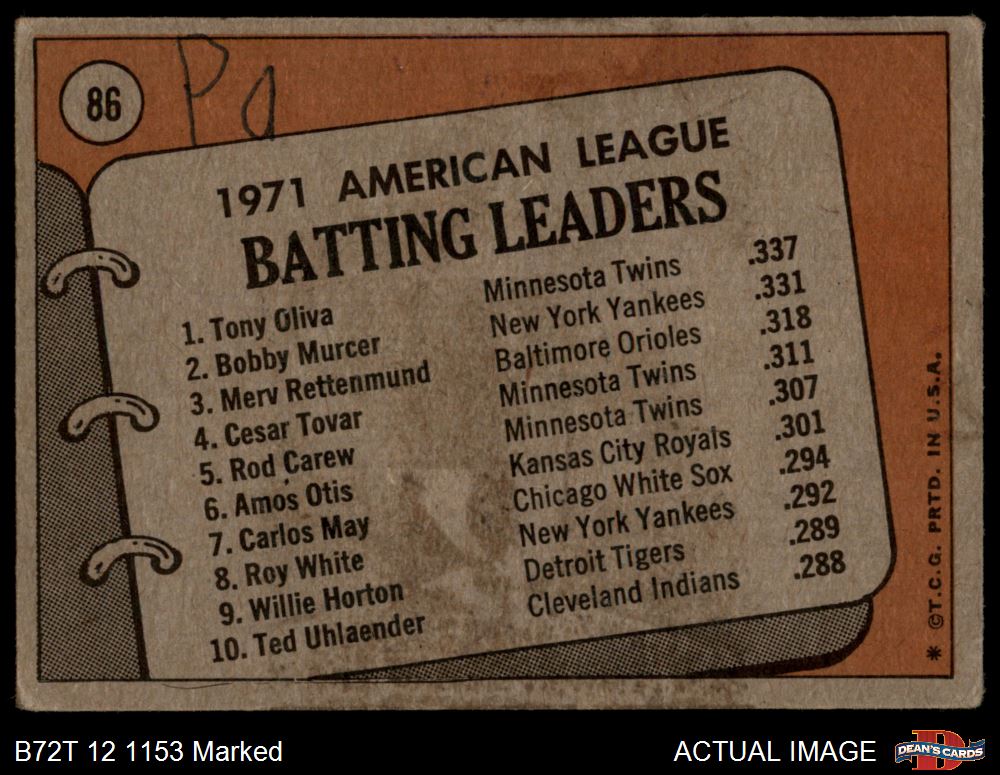 86
P
1971 AMERICAN LEAGUE
BATTING LEADERS
1. Tony Oliva Minnesota Twins .337
2. Bobby Murcer New York Yankees .331
3. Merv Rettenmund Baltimore Orioles .318
4. Cesar Tovar Minnesota Twins .311
5. Rod Carew Minnesota Twins .307
6. Amos Otis Kansas City Royals .301
7. Carlos May Chicago White Sox .294
8. Roy White New York Yankees .292
9. Willie Horton Detroit Tigers .289
10. Ted Uhlaender Cleveland Indians .288
* ©T.C.G. PRTD. IN U.S.A.
B72T 12 1153 Marked
ACTUAL IMAGE
DEAN'S CARDS